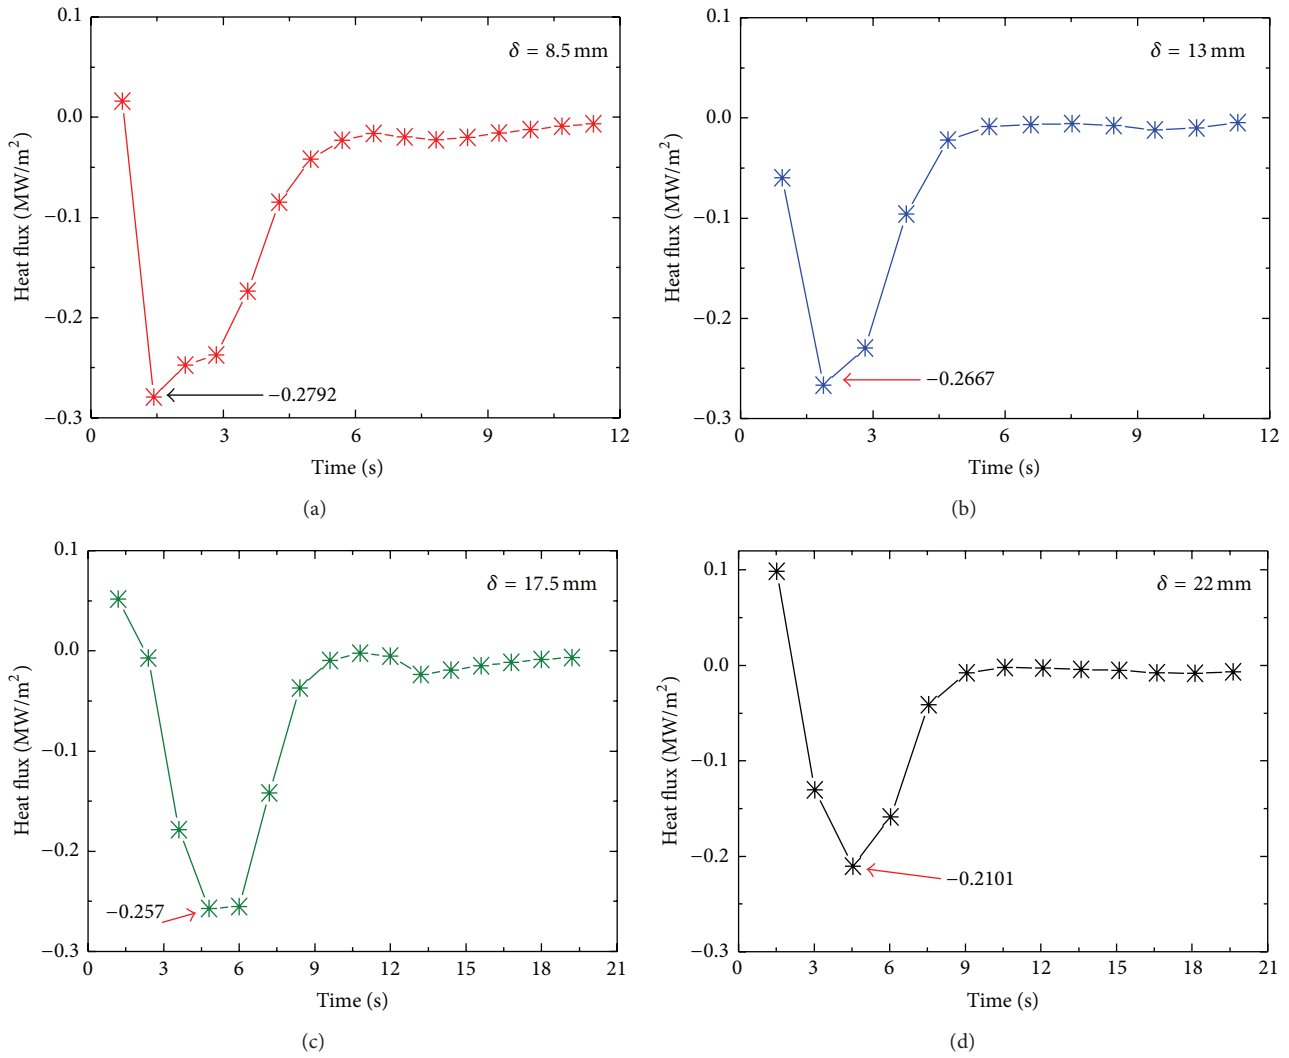 0.1
δ = 8.5 mm
0.0
−0.1
−0.2
−0.3
Heat flux (MW/m²)
−0.2792
0 3 6 9 12
Time (s)
(a)
0.1
δ = 13 mm
0.0
−0.1
−0.2
−0.3
Heat flux (MW/m²)
−0.2667
0 3 6 9 12
Time (s)
(b)
0.1
δ = 17.5 mm
0.0
−0.1
−0.2
−0.3
Heat flux (MW/m²)
−0.257
0 3 6 9 12 15 18 21
Time (s)
(c)
0.1
δ = 22 mm
0.0
−0.1
−0.2
−0.3
Heat flux (MW/m²)
−0.2101
0 3 6 9 12 15 18 21
Time (s)
(d)